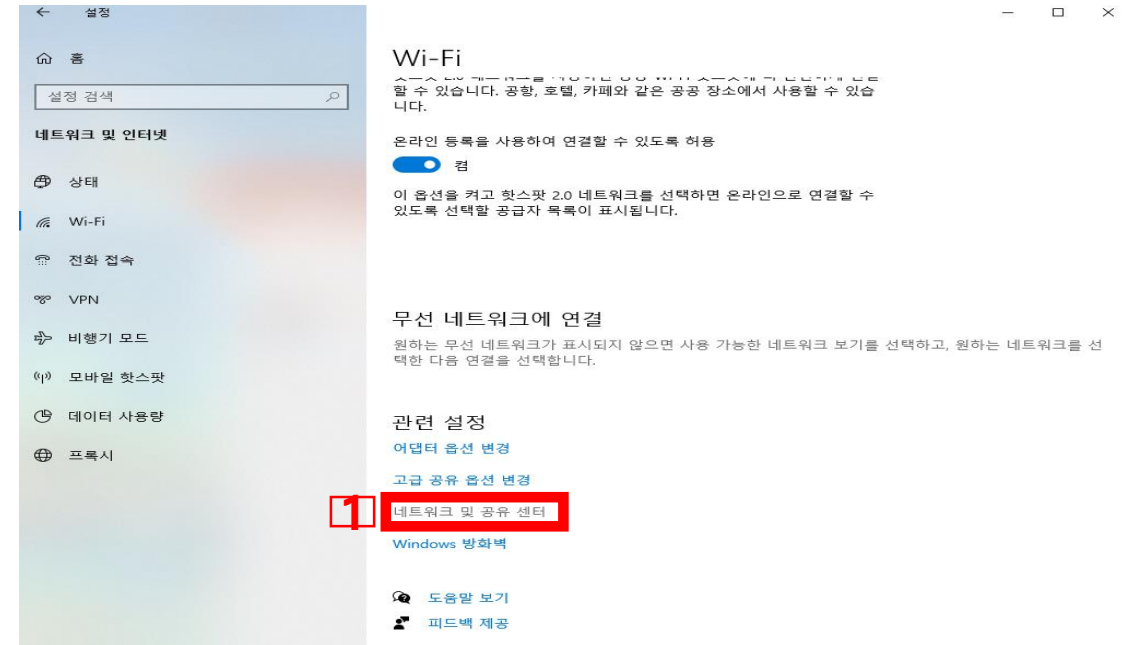 설정
홈
설정 검색
네트워크 및 인터넷
상태
Wi-Fi
전화 접속
VPN
비행기 모드
모바일 핫스팟
데이터 사용량
프록시
Wi-Fi
할 수 있습니다. 공항, 호텔, 카페와 같은 공공 장소에서 사용할 수 있습
니다.
온라인 등록을 사용하여 연결할 수 있도록 허용
켬
이 옵션을 켜고 핫스팟 2.0 네트워크를 선택하면 온라인으로 연결할 수
있도록 선택할 공급자 목록이 표시됩니다.
무선 네트워크에 연결
원하는 무선 네트워크가 표시되지 않으면 사용 가능한 네트워크 보기를 선택하고, 원하는 네트워크를 선
택한 다음 연결을 선택합니다.
관련 설정
어댑터 옵션 변경
고급 공유 옵션 변경
1
네트워크 및 공유 센터
Windows 방화벽
도움말 보기
피드백 제공